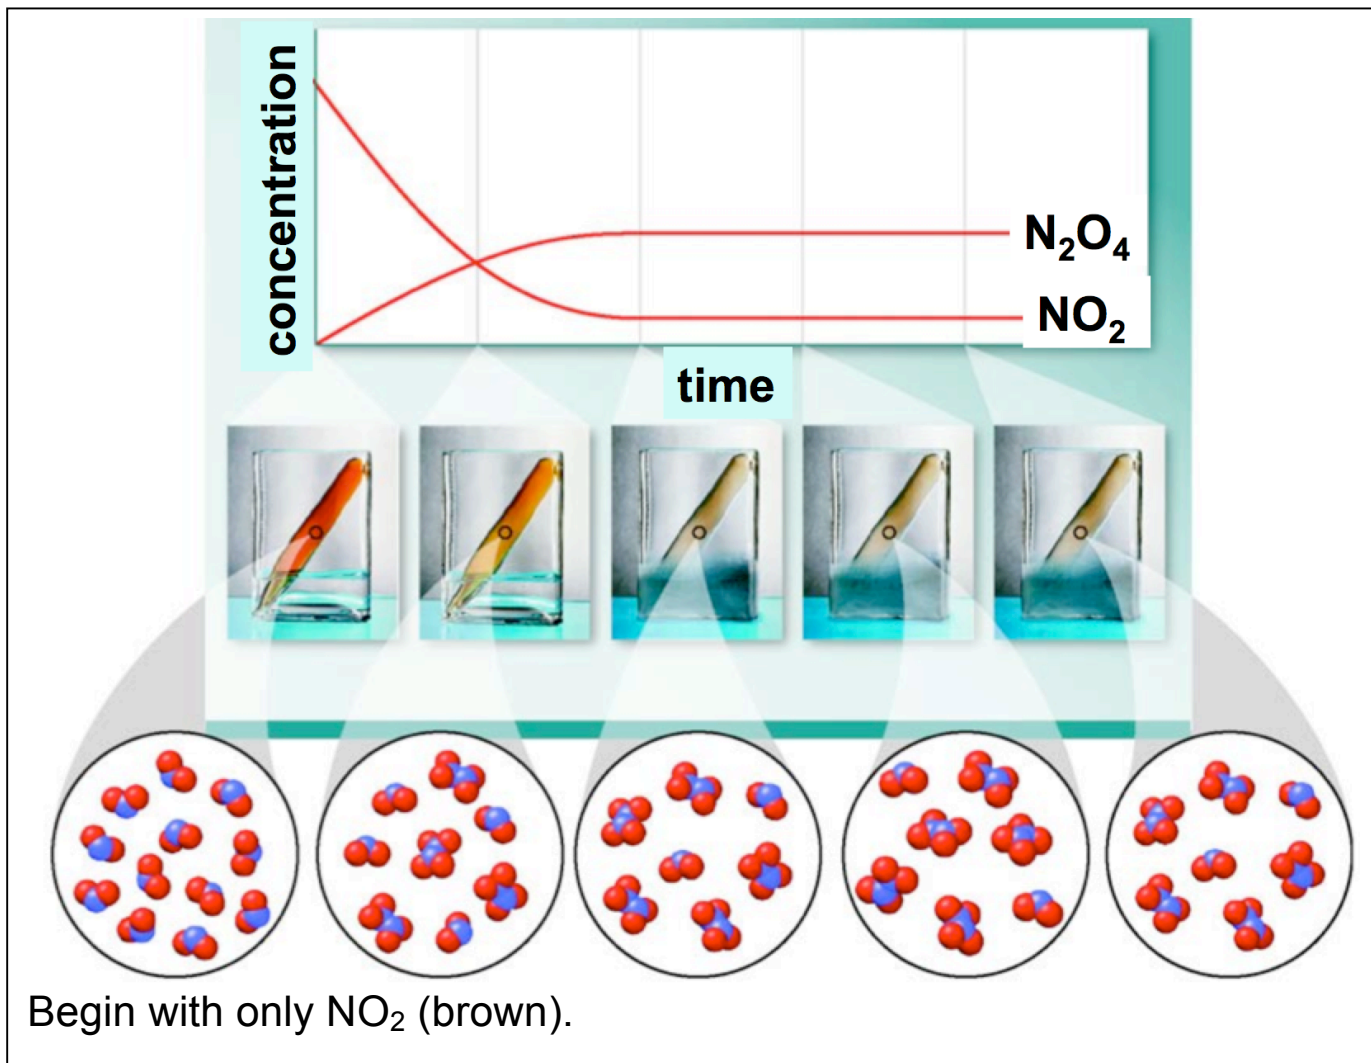 concentration
N₂O₄
NO₂
time
Begin with only NO₂ (brown).